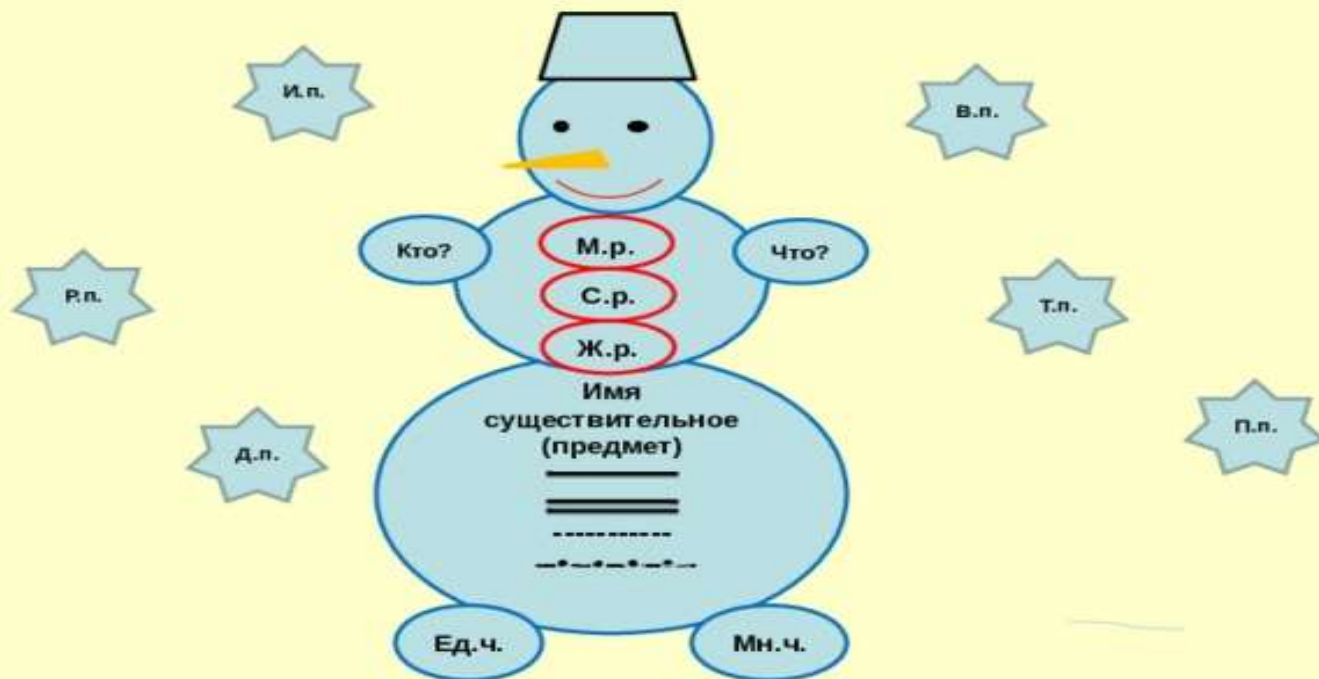 И.п.
В.п.
Кто?
М.р.
Что?
Р.п.
С.р.
Т.п.
Ж.р.
Имя
существительное
(предмет)
П.п.
Д.п.
Ед.ч.
Мн.ч.